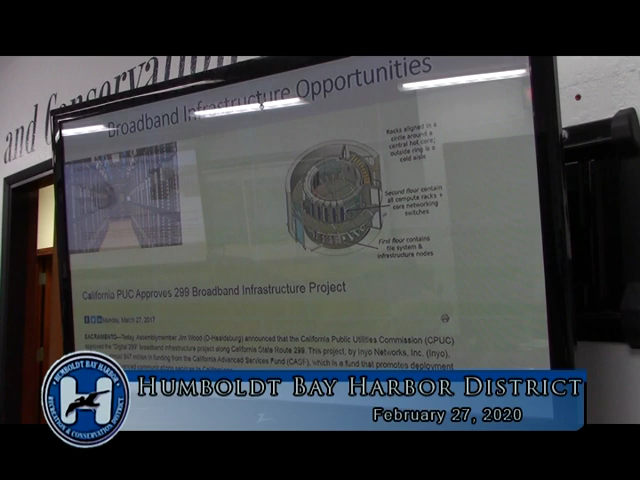 and Conservation
Broadband Infrastructure Opportunities
Racks aligned in a
circle around a
central hot core;
outside ring is a
cold aisle
Second floor contain
all compute racks +
core networking
switches
First floor contains
file system &
infrastructure nodes
California PUC Approves 299 Broadband Infrastructure Project
Monday, March 27, 2017
SACRAMENTO—Today, Assemblymember Jim Wood (D-Healdsburg) announced that the California Public Utilities Commission (CPUC)
approved the "Digital 299" broadband infrastructure project along California State Route 299. This project, by Inyo Networks, Inc. (Inyo),
most $47 million in funding from the California Advanced Services Fund (CASF), which is a fund that promotes deployment
HUMBOLDT BAY HARBOR
RECREATION & CONSERVATION DISTRICT
HUMBOLDT BAY HARBOR DISTRICT
February 27, 2020